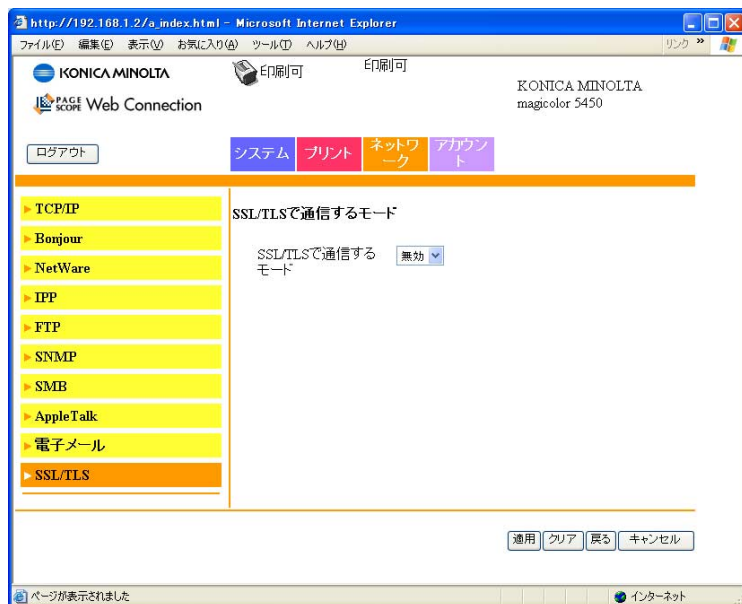 http://192.168.1.2/a_index.html - Microsoft Internet Explorer
ファイル(F) 編集(E) 表示(V) お気に入り(A) ツール(T) ヘルプ(H) リンク »
KONICA MINOLTA
印刷可 印刷可
KONICA MINOLTA
magicolor 5450
PAGE SCOPE Web Connection
ログアウト
システム
プリント
ネットワ
ーク
アカウン
ト
TCP/IP
Bonjour
NetWare
IPP
FTP
SNMP
SMB
AppleTalk
電子メール
SSL/TLS
SSL/TLSで通信するモード
SSL/TLSで通信する
モード
無効
適用 クリア 戻る キャンセル
ページが表示されました インターネット